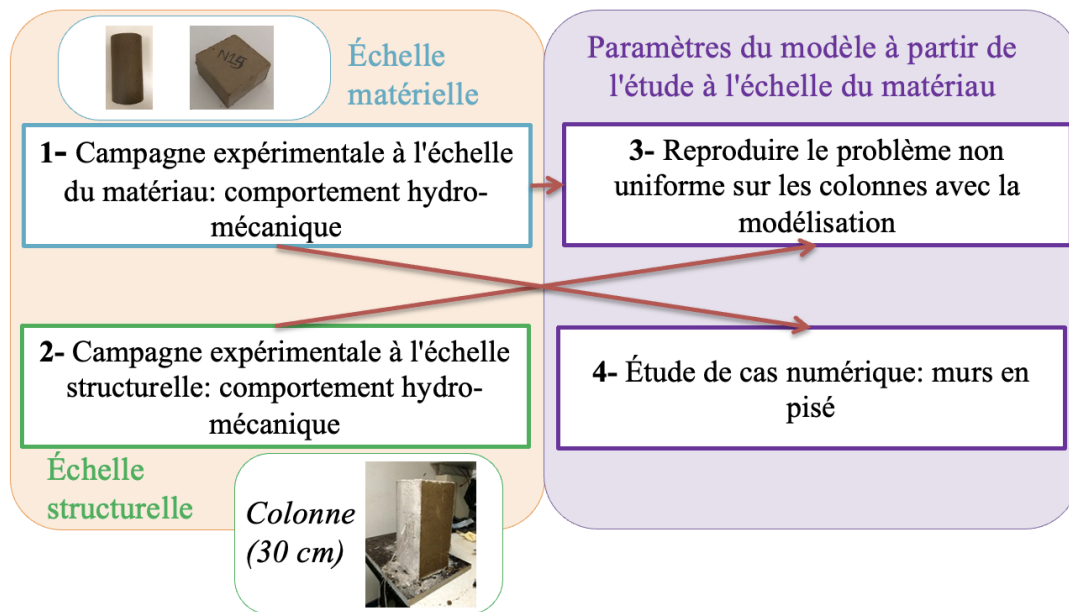 Échelle
matérielle
N19
1- Campagne expérimentale à l'échelle
du matériau: comportement hydro-
mécanique
2- Campagne expérimentale à l'échelle
structurelle: comportement hydro-
mécanique
Échelle
structurelle
Colonne
(30 cm)
Paramètres du modèle à partir de
l'étude à l'échelle du matériau
3- Reproduire le problème non
uniforme sur les colonnes avec la
modélisation
4- Étude de cas numérique: murs en
pisé